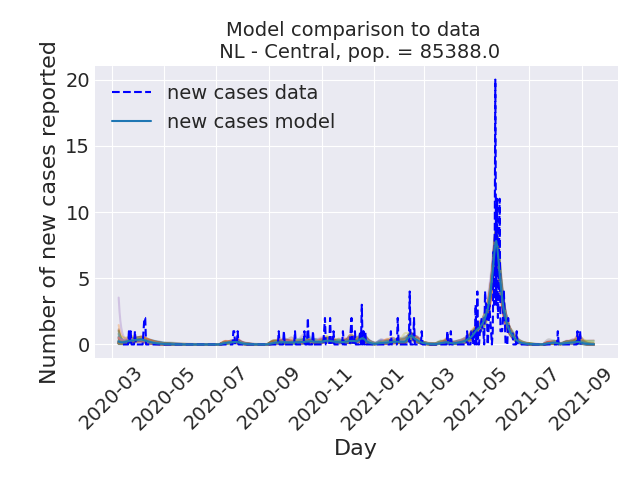 Model comparison to data
NL - Central, pop. = 85388.0
Number of new cases reported
20
15
10
5
0
new cases data
new cases model
2020-03
2020-05
2020-07
2020-09
2020-11
2021-01
2021-03
2021-05
2021-07
2021-09
Day